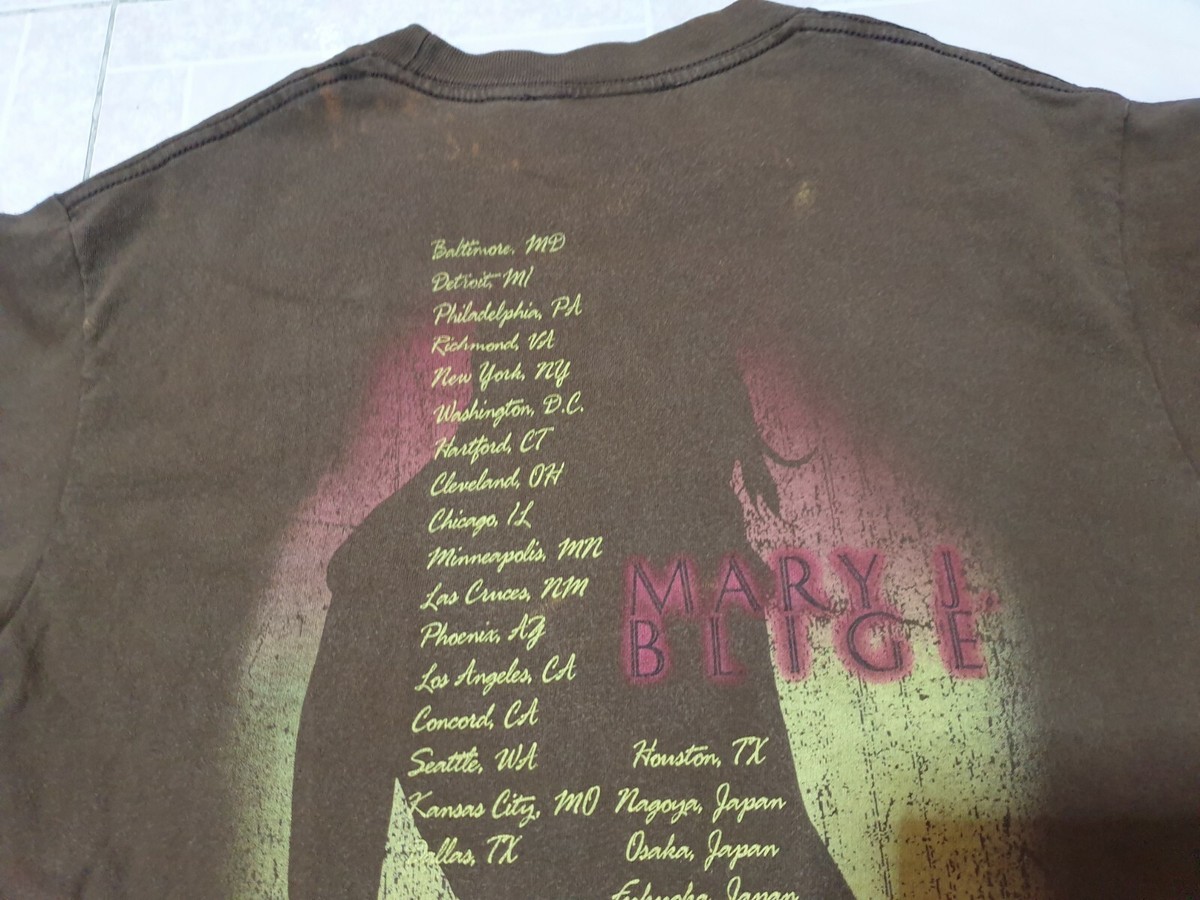 Baltimore, MD
Detroit, MI
Philadelphia, PA
Richmond, VA
New York, NY
Washington, D.C.
Hartford, CT
Cleveland, OH
Chicago, IL
Minneapolis, MN
Las Cruces, NM
Phoenix, AZ
Los Angeles, CA
Concord, CA
Seattle, WA
Kansas City, MO
Dallas, TX
MARY J.
BLIGE
Houston, TX
Nagoya, Japan
Osaka, Japan
Fukuoka, Japan